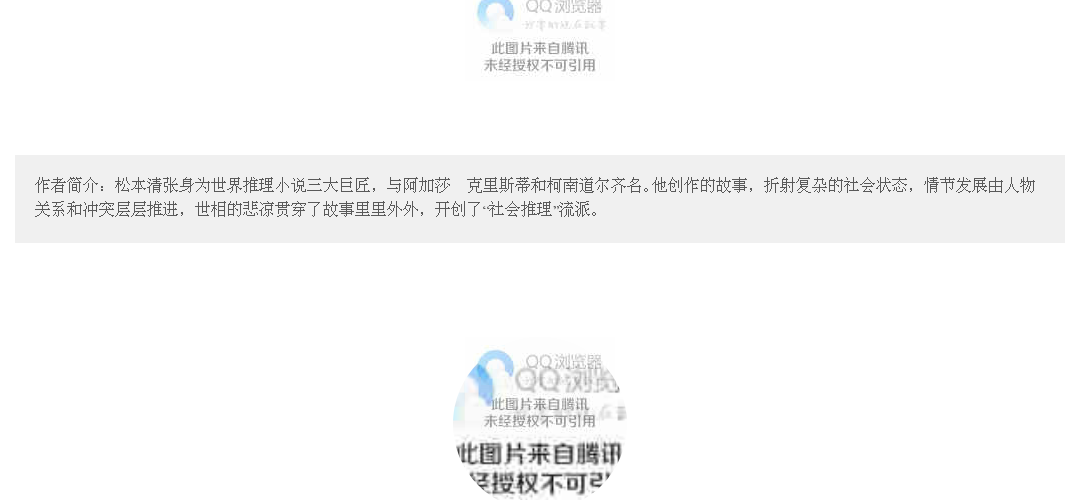 QQ浏览器
此图片来自腾讯
未经授权不可引用
作者简介：松本清张身为世界推理小说三大巨匠，与阿加莎　克里斯蒂和柯南道尔齐名。他创作的故事，折射复杂的社会状态，情节发展由人物
关系和冲突层层推进，世相的悲凉贯穿了故事里里外外，开创了“社会推理”流派。
QQ浏览器
QQ浏览
此图片来自腾讯
未经授权不可引用
此图片来自腾讯
经授权不可引